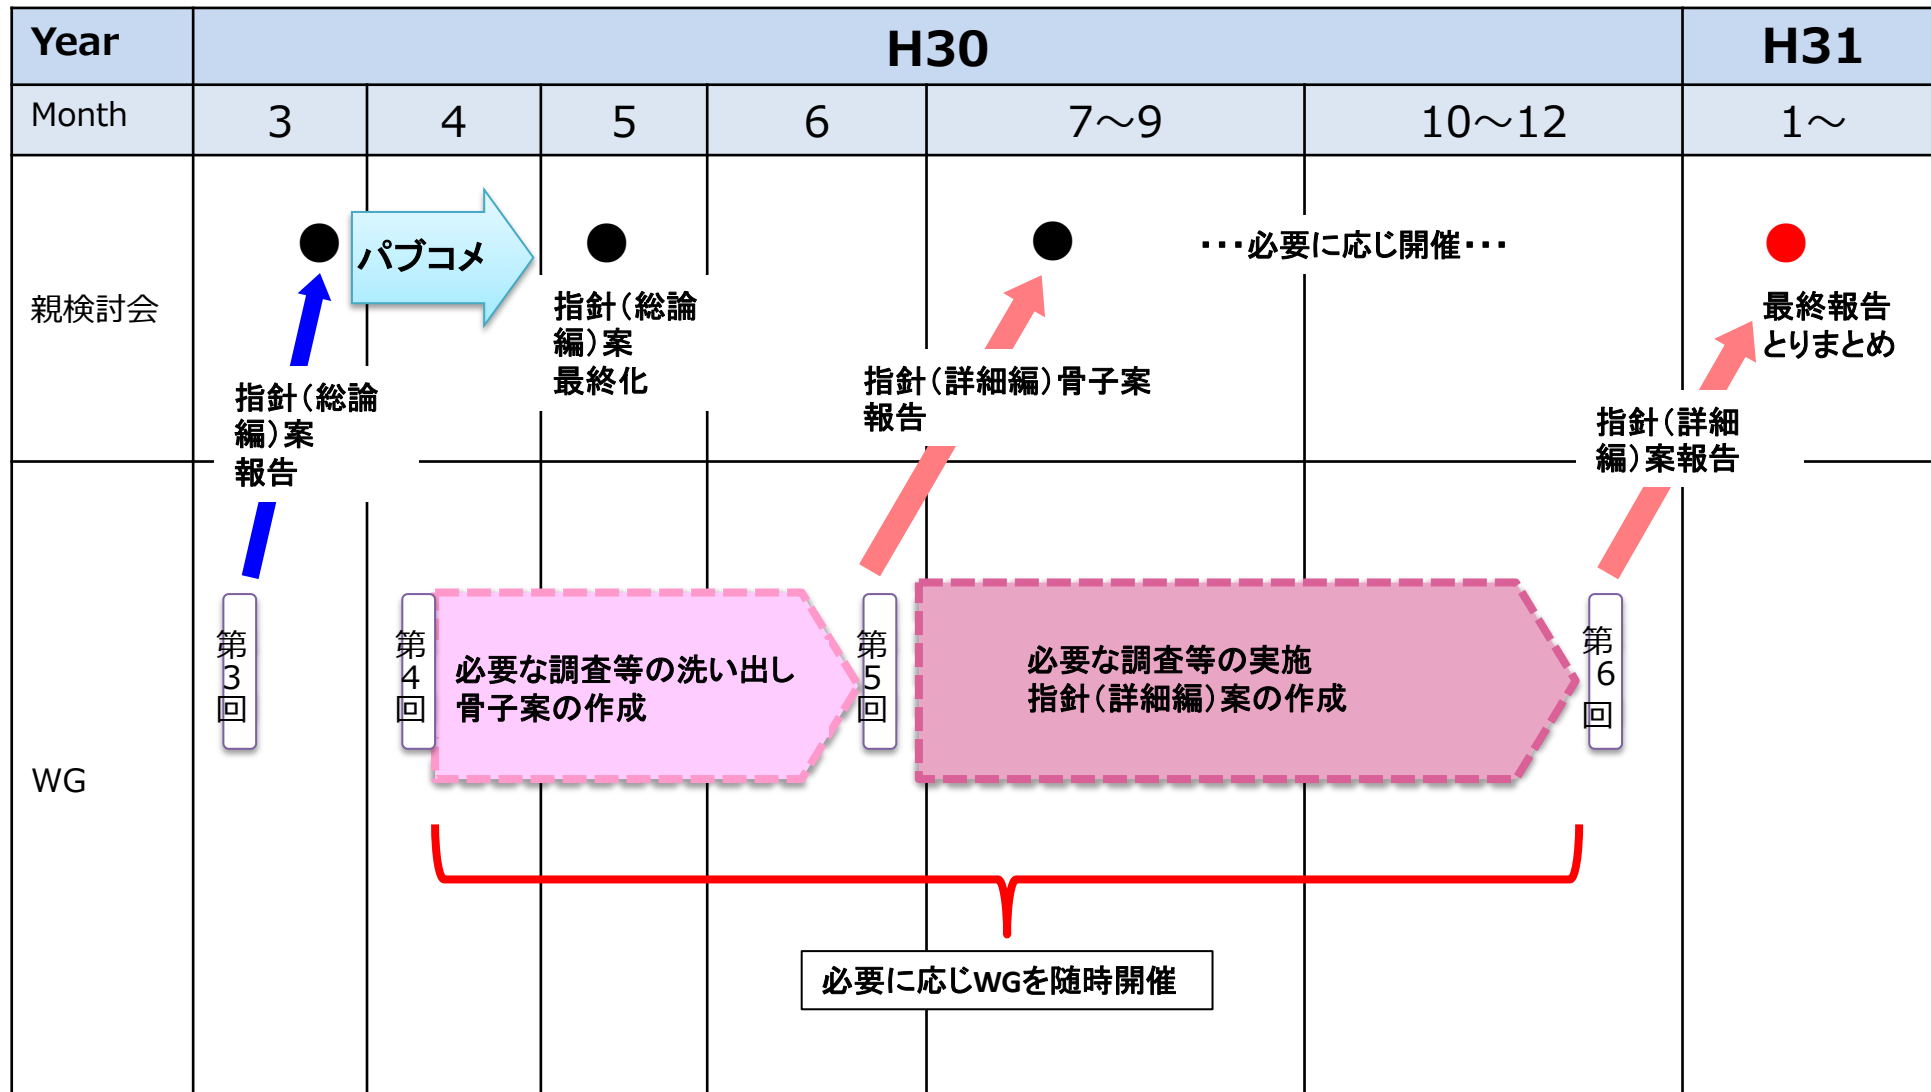 Year
H30
H31
Month
3
4
5
6
7～9
10～12
1～
親検討会
パブコメ
・・・必要に応じ開催・・・
指針（総論
編）案
報告
指針（総論
編）案
最終化
指針（詳細編）骨子案
報告
指針（詳細
編）案報告
最終報告
とりまとめ
WG
第3回
第4回
必要な調査等の洗い出し
骨子案の作成
第5回
必要な調査等の実施
指針（詳細編）案の作成
第6回
必要に応じWGを随時開催